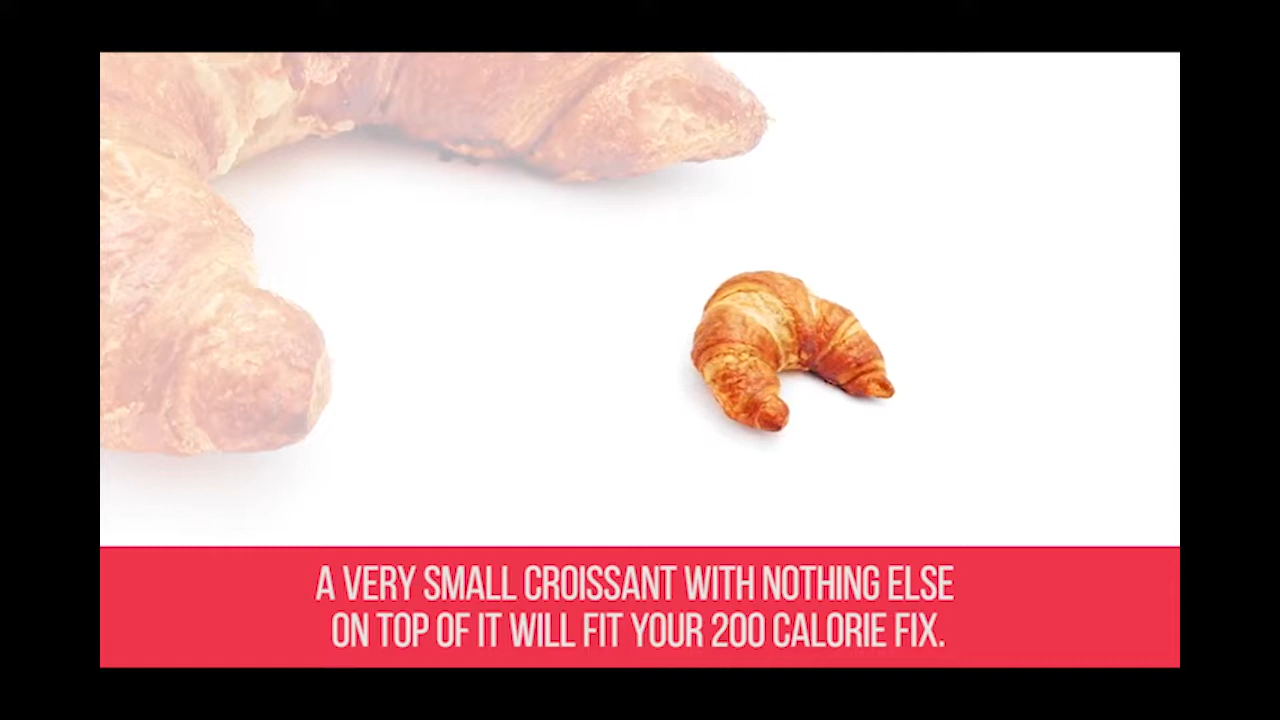 A VERY SMALL CROISSANT WITH NOTHING ELSE
ON TOP OF IT WILL FIT YOUR 200 CALORIE FIX.